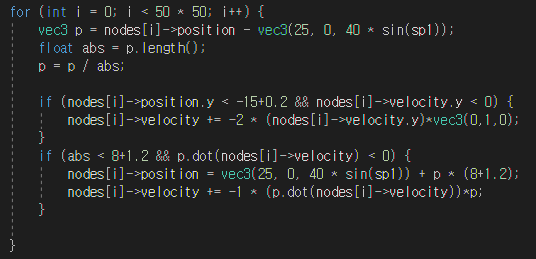 for (int i = 0; i < 50 * 50; i++) {
    vec3 p = nodes[i]->position - vec3(25, 0, 40 * sin(sp1));
    float abs = p.length();
    p = p / abs;

    if (nodes[i]->position.y < -15+0.2 && nodes[i]->velocity.y < 0) {
        nodes[i]->velocity += -2 * (nodes[i]->velocity.y)*vec3(0,1,0);
    }
    if (abs < 8+1.2 && p.dot(nodes[i]->velocity) < 0) {
        nodes[i]->position = vec3(25, 0, 40 * sin(sp1)) + p * (8+1.2);
        nodes[i]->velocity += -1 * (p.dot(nodes[i]->velocity))*p;
    }

}